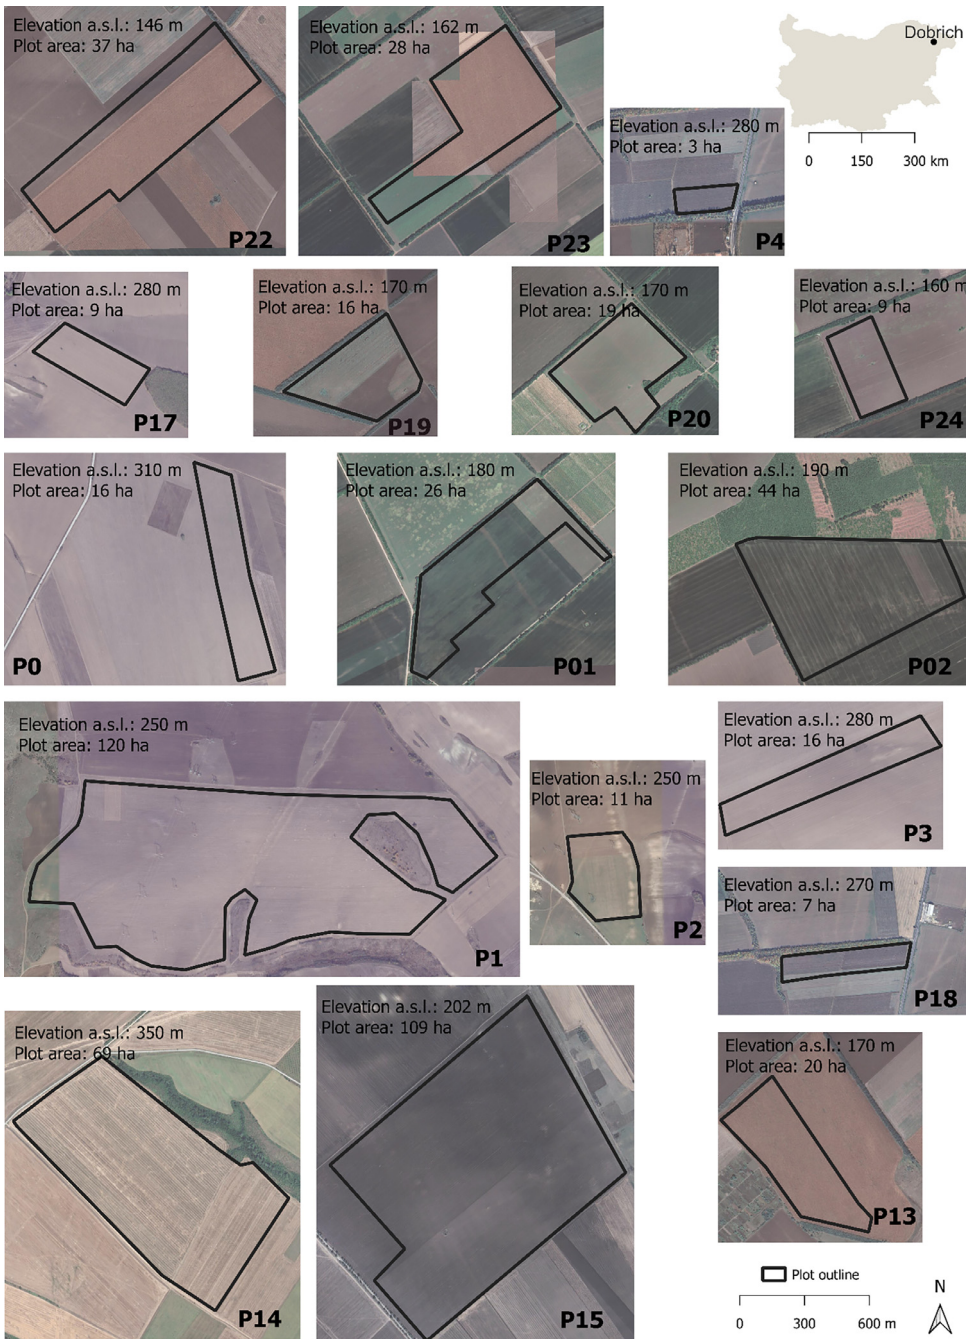 Elevation a.s.l.: 146 m
Plot area: 37 ha
P22
Elevation a.s.l.: 162 m
Plot area: 28 ha
P23
Elevation a.s.l.: 280 m
Plot area: 3 ha
P4
Dobrich
0 150 300 km
Elevation a.s.l.: 280 m
Plot area: 9 ha
P17
Elevation a.s.l.: 170 m
Plot area: 16 ha
P19
Elevation a.s.l.: 170 m
Plot area: 19 ha
P20
Elevation a.s.l.: 160 m
Plot area: 9 ha
P24
Elevation a.s.l.: 310 m
Plot area: 16 ha
P0
Elevation a.s.l.: 180 m
Plot area: 26 ha
P01
Elevation a.s.l.: 190 m
Plot area: 44 ha
P02
Elevation a.s.l.: 250 m
Plot area: 120 ha
P1
Elevation a.s.l.: 250 m
Plot area: 11 ha
P2
Elevation a.s.l.: 280 m
Plot area: 16 ha
P3
Elevation a.s.l.: 270 m
Plot area: 7 ha
P18
Elevation a.s.l.: 350 m
Plot area: 69 ha
P14
Elevation a.s.l.: 202 m
Plot area: 109 ha
P15
Elevation a.s.l.: 170 m
Plot area: 20 ha
P13
Plot outline
0 300 600 m
N